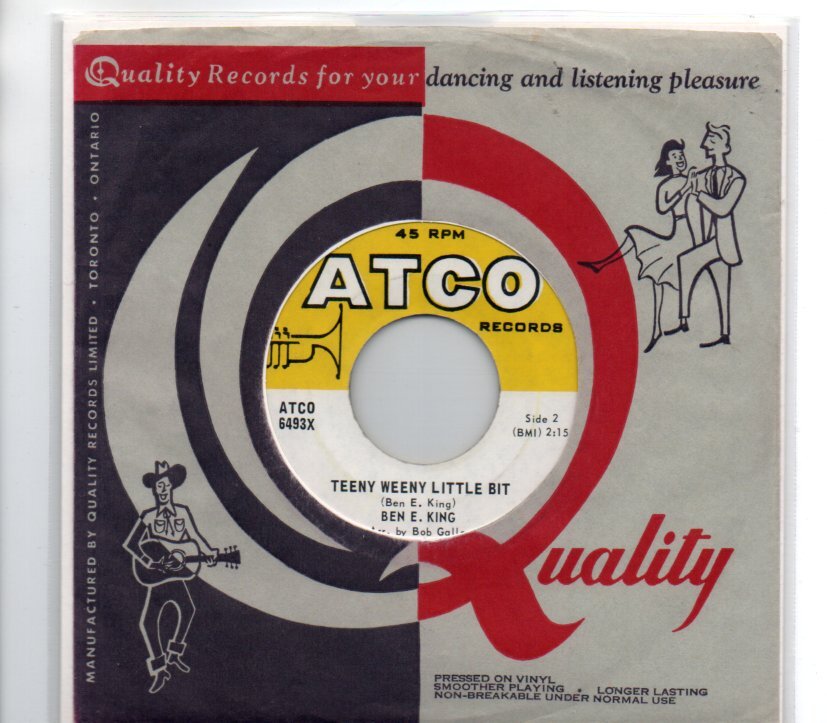 Quality Records for your dancing and listening pleasure
MANUFACTURED BY QUALITY RECORDS LIMITED • TORONTO • ONTARIO
45 RPM
ATCO
RECORDS
ATCO
6493X
Side 2
(BMI) 2:15
TEENY WEENY LITTLE BIT
(Ben E. King)
BEN E. KING
by Bob
Quality
PRESSED ON VINYL
SMOOTHER PLAYING • LONGER LASTING
NON-BREAKABLE UNDER NORMAL USE